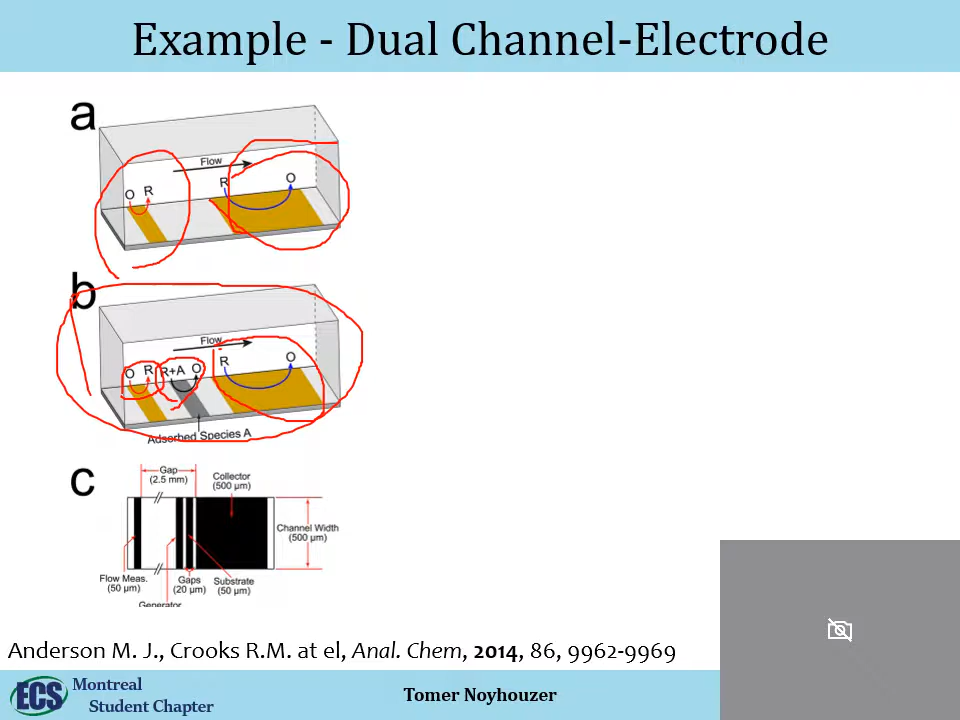 Example - Dual Channel-Electrode
a
Flow
O R
R
O
b
Flow
O R R+A O
R
O
Adsorbed Species A
c
Gap
(2.5 mm)
Collector
(500 µm)
Channel Width
(500 µm)
Flow Meas.
(50 µm)
Gaps
(20 µm)
Substrate
(50 µm)
Generator
Anderson M. J., Crooks R.M. at el, Anal. Chem, 2014, 86, 9962-9969
ECS Montreal
Student Chapter
Tomer Noyhouzer